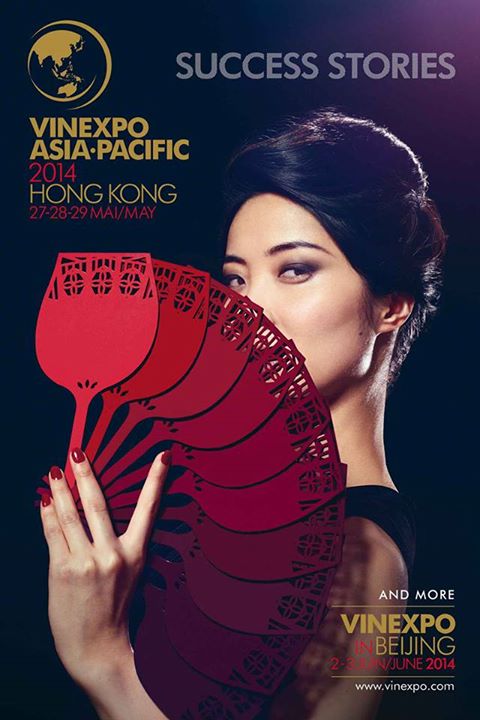 SUCCESS STORIES
VINEXPO
ASIA·PACIFIC
2014
HONG KONG
27-28-29 MAI/MAY
AND MORE
VINEXPO
IN BEIJING
2-3 JUIN/JUNE 2014
www.vinexpo.com